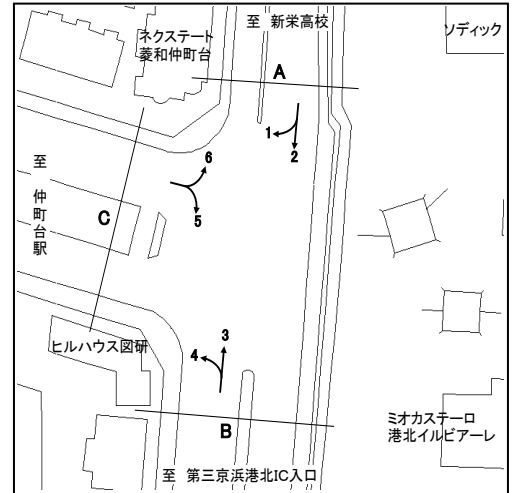 至 新栄高校
ソディック
ネクステート
菱和仲町台
A
1
2
6
5
至 仲町台駅
C
3
4
ヒルハウス図研
B
ミオカステーロ
港北イルビアーレ
至 第三京浜港北IC入口